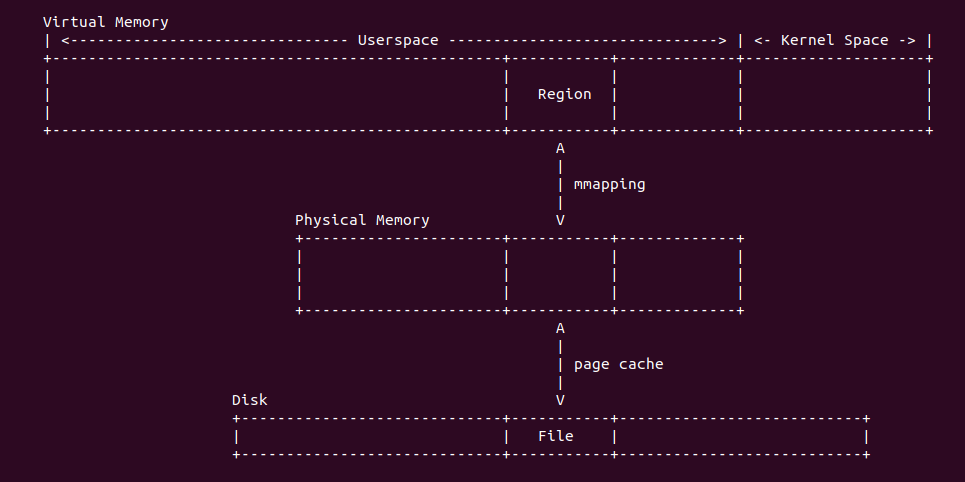 Virtual Memory
| <------------------------------- Userspace ------------------------------> | <- Kernel Space -> |
Region
A
mmapping
V
Physical Memory
A
page cache
V
Disk
File